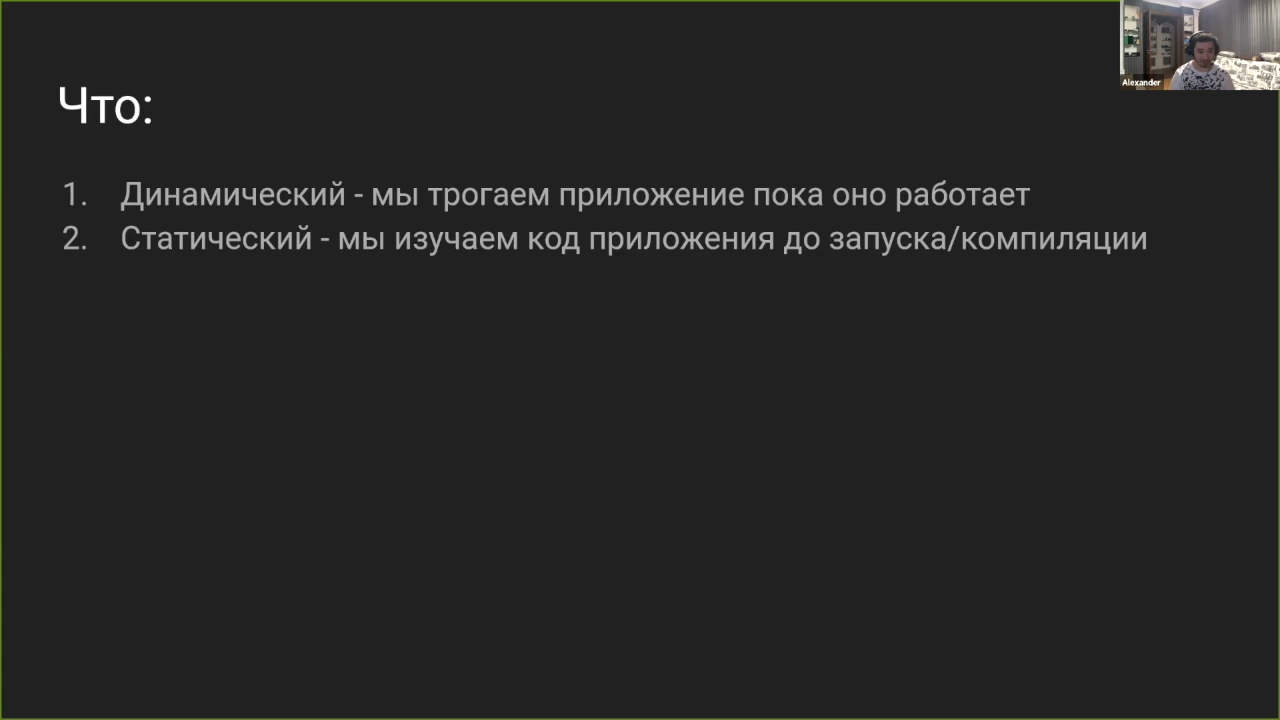 Что:
1. Динамический - мы трогаем приложение пока оно работает
2. Статический - мы изучаем код приложения до запуска/компиляции
Alexander